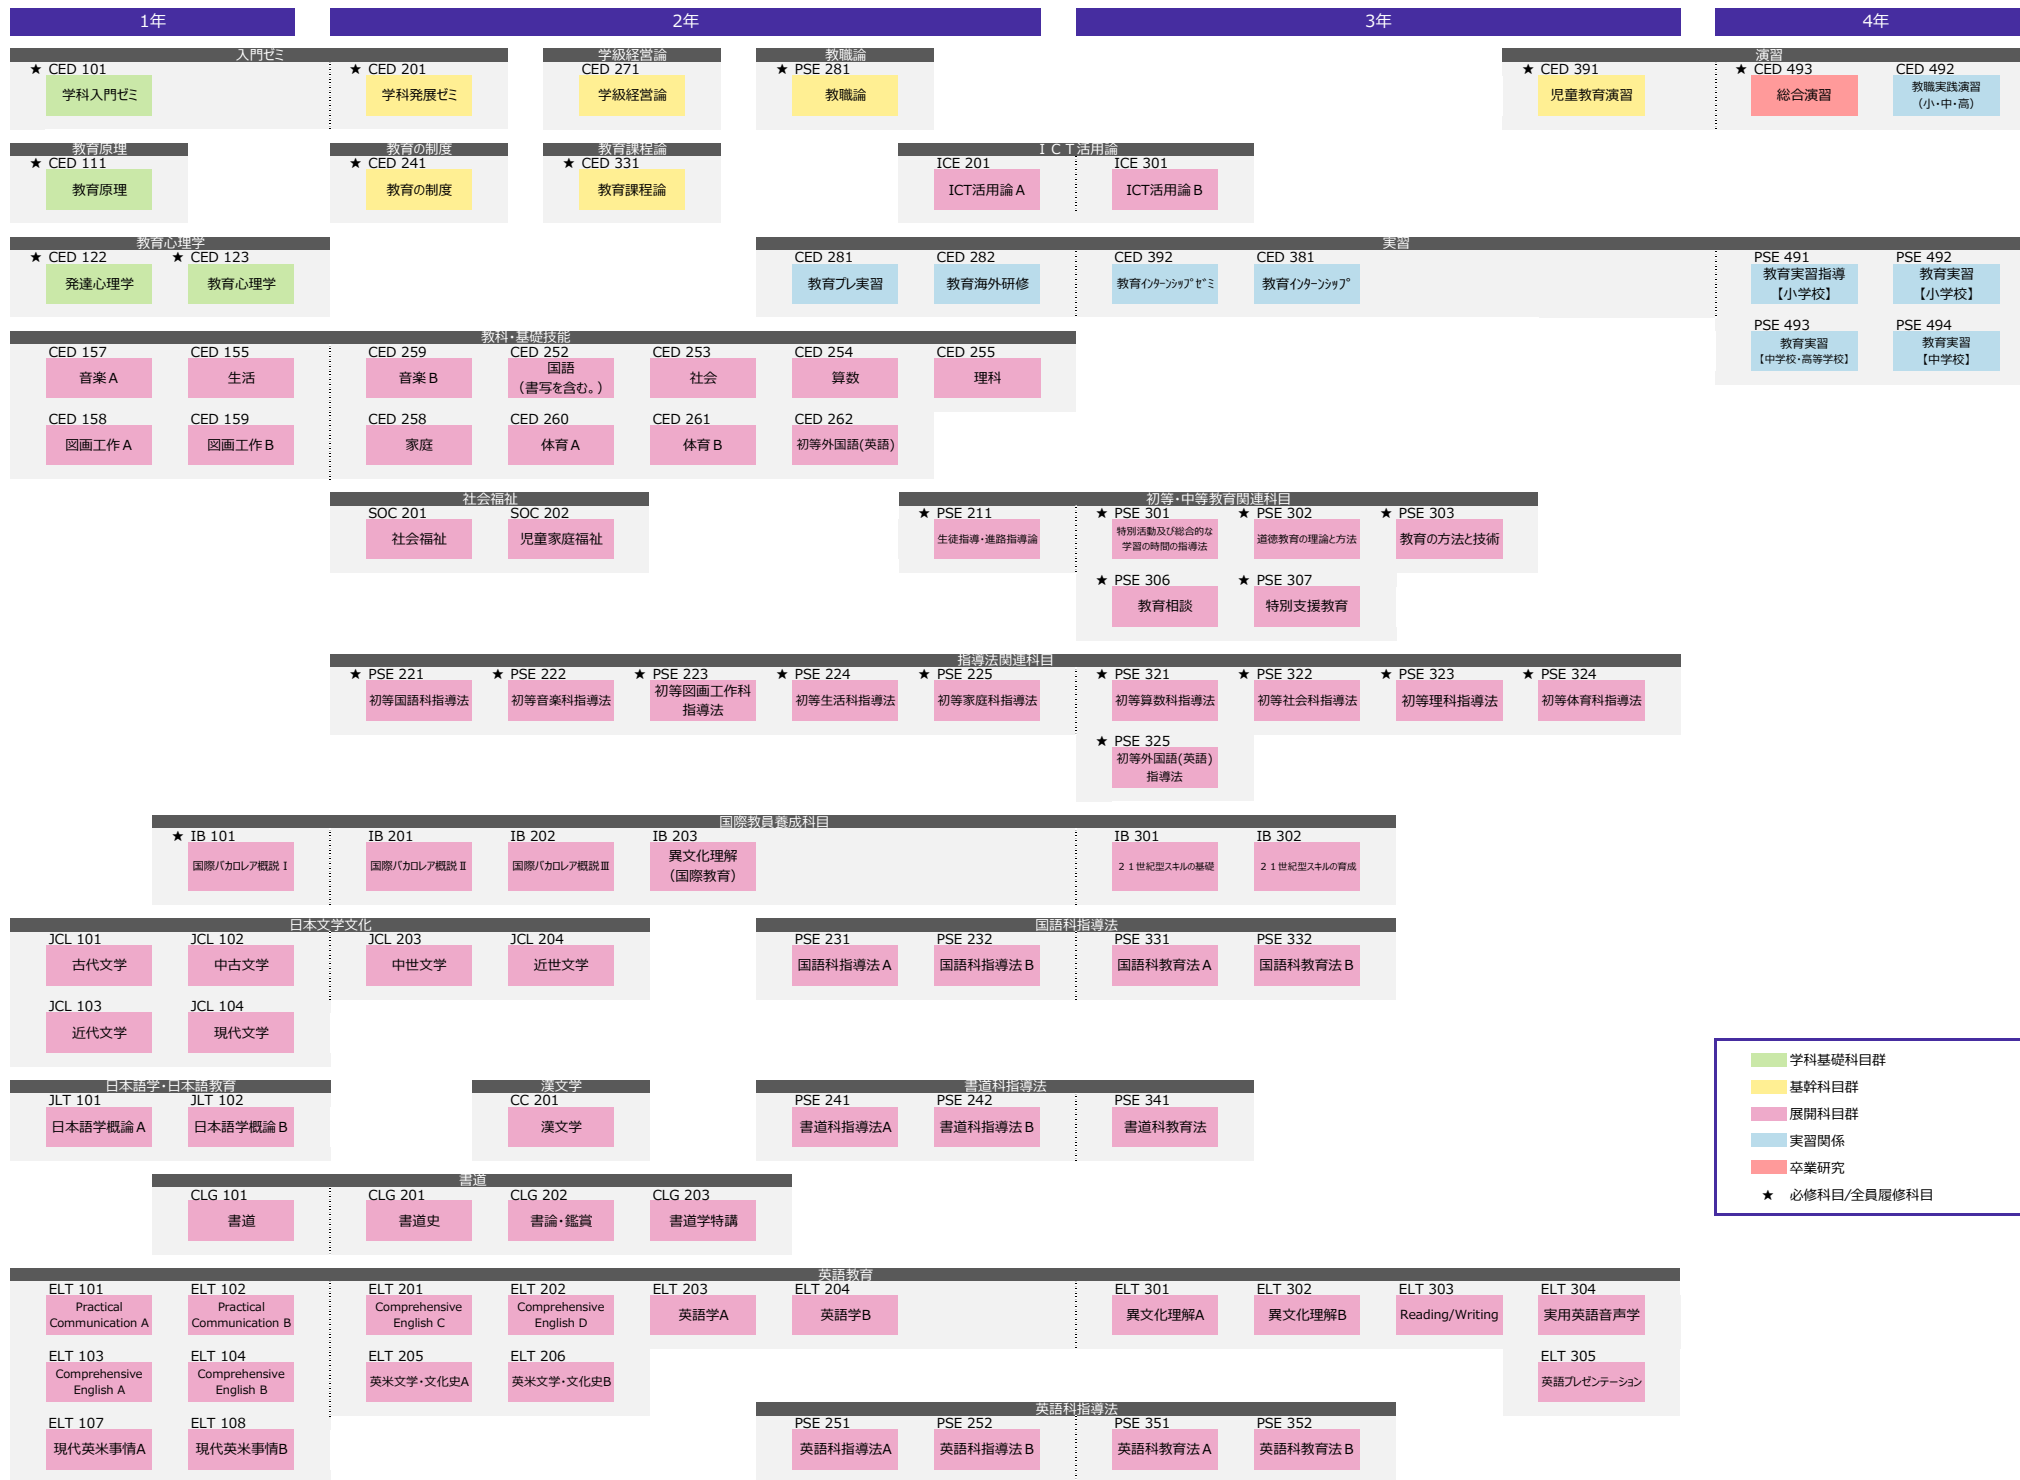 1年
2年
3年
4年
入門ゼミ
学級経営論
教職論
演習
★ CED 101
★ CED 201
CED 271
★ PSE 281
★ CED 391
★ CED 493
CED 492
学科入門ゼミ
学科発展ゼミ
学級経営論
教職論
児童教育演習
総合演習
教職実践演習
（小・中・高）
教育原理
教育の制度
教育課程論
ＩＣＴ活用論
★ CED 111
★ CED 241
★ CED 331
ICE 201
ICE 301
教育原理
教育の制度
教育課程論
ICT活用論Ａ
ICT活用論Ｂ
教育心理学
実習
★ CED 122
★ CED 123
CED 281
CED 282
CED 392
CED 381
PSE 491
PSE 492
発達心理学
教育心理学
教育プレ実習
教育海外研修
教育ｲﾝﾀｰﾝｼｯﾌﾟｾﾞﾐ
教育ｲﾝﾀｰﾝｼｯﾌﾟ
教育実習指導
【小学校】
教育実習
【小学校】
PSE 493
PSE 494
教育実習
【中学校・高等学校】
教育実習
【中学校】
教科・基礎技能
CED 157
CED 155
CED 259
CED 252
CED 253
CED 254
CED 255
音楽Ａ
生活
音楽Ｂ
国語
（書写を含む。）
社会
算数
理科
CED 158
CED 159
CED 258
CED 260
CED 261
CED 262
図画工作Ａ
図画工作Ｂ
家庭
体育Ａ
体育Ｂ
初等外国語(英語)
社会福祉
初等・中等教育関連科目
SOC 201
SOC 202
★ PSE 211
★ PSE 301
★ PSE 302
★ PSE 303
社会福祉
児童家庭福祉
生徒指導・進路指導論
特別活動及び総合的な
学習の時間の指導法
道徳教育の理論と方法
教育の方法と技術
★ PSE 306
★ PSE 307
教育相談
特別支援教育
指導法関連科目
★ PSE 221
★ PSE 222
★ PSE 223
★ PSE 224
★ PSE 225
★ PSE 321
★ PSE 322
★ PSE 323
★ PSE 324
初等国語科指導法
初等音楽科指導法
初等図画工作科
指導法
初等生活科指導法
初等家庭科指導法
初等算数科指導法
初等社会科指導法
初等理科指導法
初等体育科指導法
★ PSE 325
初等外国語(英語)
指導法
国際教員養成科目
★ IB 101
IB 201
IB 202
IB 203
IB 301
IB 302
国際バカロレア概説Ⅰ
国際バカロレア概説Ⅱ
国際バカロレア概説Ⅲ
異文化理解
（国際教育）
２１世紀型スキルの基礎
２１世紀型スキルの育成
日本文学文化
国語科指導法
JCL 101
JCL 102
JCL 203
JCL 204
PSE 231
PSE 232
PSE 331
PSE 332
古代文学
中古文学
中世文学
近世文学
国語科指導法Ａ
国語科指導法Ｂ
国語科教育法Ａ
国語科教育法Ｂ
JCL 103
JCL 104
近代文学
現代文学
学科基礎科目群
基幹科目群
展開科目群
実習関係
卒業研究
★ 必修科目/全員履修科目
日本語学・日本語教育
漢文学
書道科指導法
JLT 101
JLT 102
CC 201
PSE 241
PSE 242
PSE 341
日本語学概論Ａ
日本語学概論Ｂ
漢文学
書道科指導法A
書道科指導法Ｂ
書道科教育法
書道
CLG 101
CLG 201
CLG 202
CLG 203
書道
書道史
書論・鑑賞
書道学特講
英語教育
ELT 101
ELT 102
ELT 201
ELT 202
ELT 203
ELT 204
ELT 301
ELT 302
ELT 303
ELT 304
Practical
Communication A
Practical
Communication B
Comprehensive
English C
Comprehensive
English D
英語学A
英語学B
異文化理解A
異文化理解B
Reading/Writing
実用英語音声学
ELT 103
ELT 104
ELT 205
ELT 206
ELT 305
Comprehensive
English A
Comprehensive
English B
英米文学・文化史A
英米文学・文化史B
英語プレゼンテーション
英語科指導法
ELT 107
ELT 108
PSE 251
PSE 252
PSE 351
PSE 352
現代英米事情A
現代英米事情B
英語科指導法A
英語科指導法Ｂ
英語科教育法Ａ
英語科教育法Ｂ